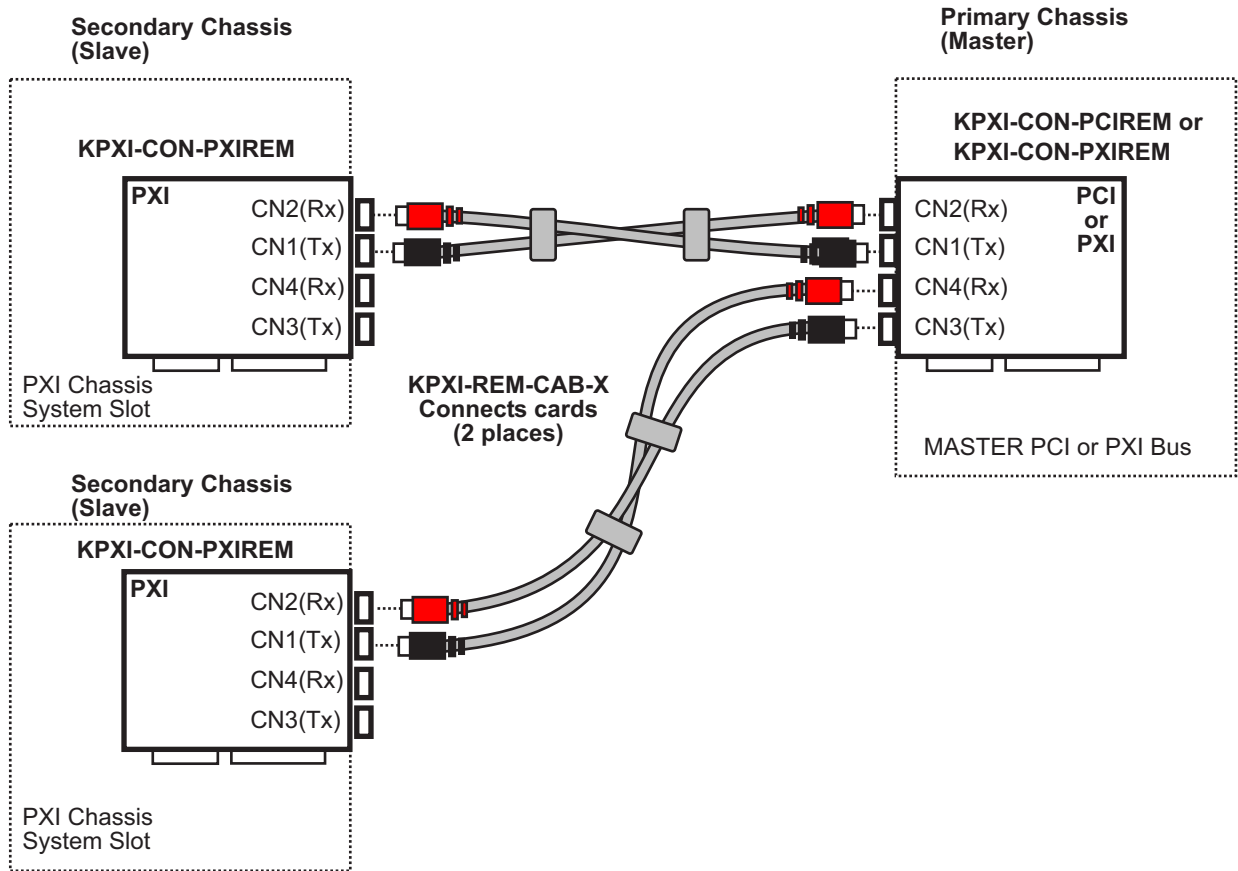 Secondary Chassis
(Slave)
KPXI-CON-PXIREM
PXI
CN2(Rx)
CN1(Tx)
CN4(Rx)
CN3(Tx)
PXI Chassis
System Slot
Primary Chassis
(Master)
KPXI-CON-PCIREM or
KPXI-CON-PXIREM
CN2(Rx)
CN1(Tx)
CN4(Rx)
CN3(Tx)
PCI
or
PXI
MASTER PCI or PXI Bus
KPXI-REM-CAB-X
Connects cards
(2 places)
Secondary Chassis
(Slave)
KPXI-CON-PXIREM
PXI
CN2(Rx)
CN1(Tx)
CN4(Rx)
CN3(Tx)
PXI Chassis
System Slot